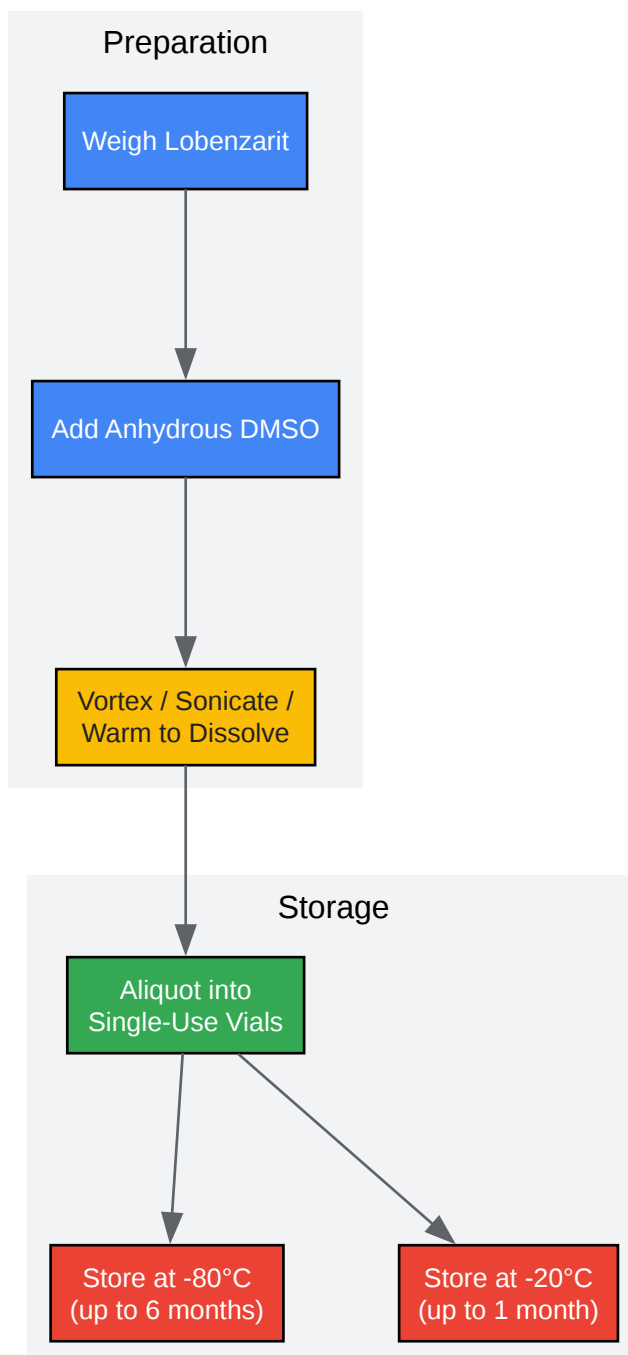 Preparation
Weigh Lobenzarit
Add Anhydrous DMSO
Vortex / Sonicate /
Warm to Dissolve
Storage
Aliquot into
Single-Use Vials
Store at -80°C
(up to 6 months)
Store at -20°C
(up to 1 month)